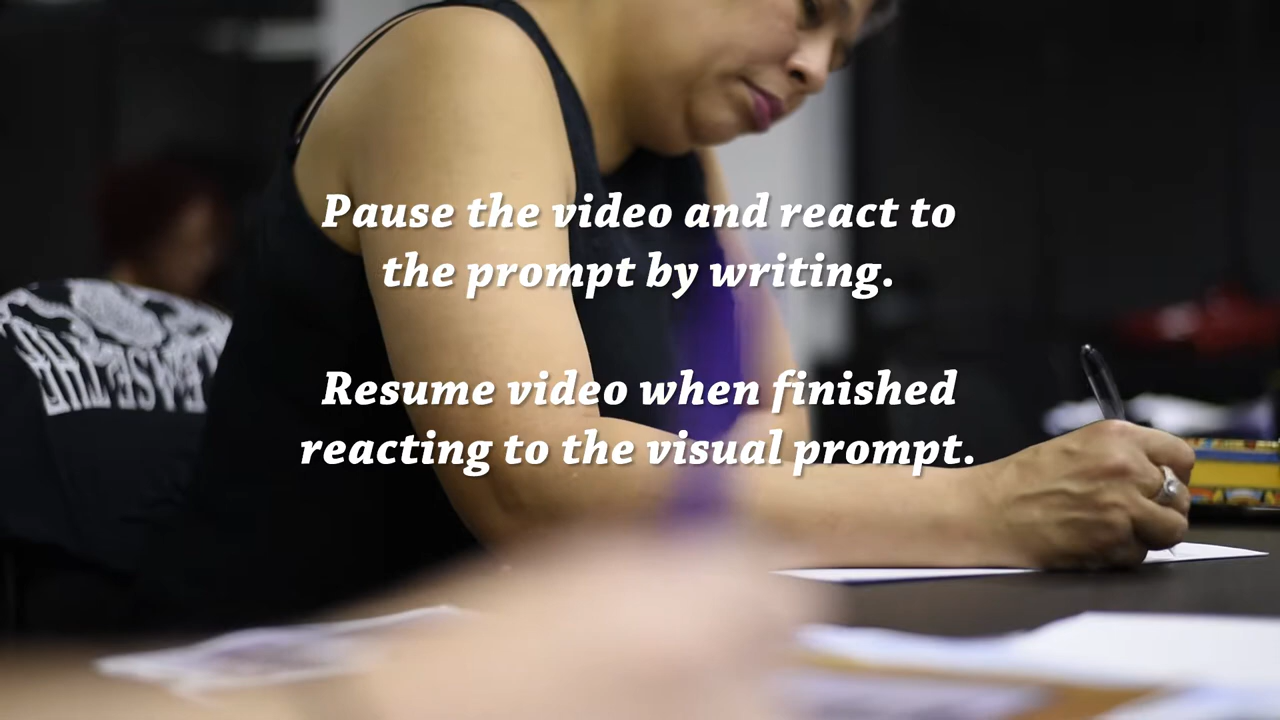 Pause the video and react to
the prompt by writing.
Resume video when finished
reacting to the visual prompt.